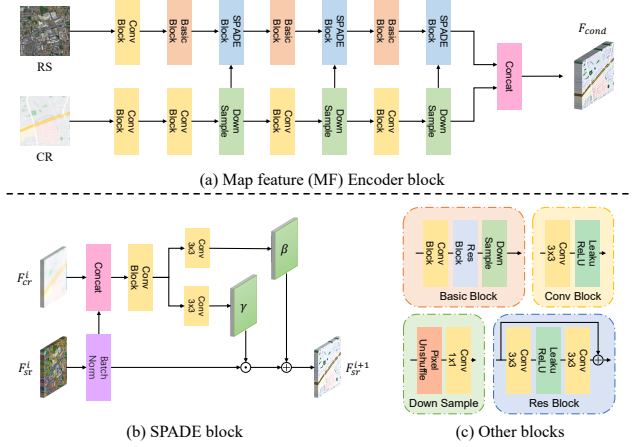 RS
Conv Block
Basic Block
SPADE Block
Basic Block
SPADE Block
Basic Block
SPADE Block
Concat
F_cond
CR
Conv Block
Conv Block
Down Sample
Conv Block
Down Sample
Conv Block
Down Sample
(a) Map feature (MF) Encoder block
F_cr^i
Concat
Conv Block
Conv 3x3
β
Conv 3x3
γ
F_sr^i
Batch Norm
F_sr^{i+1}
(b) SPADE block
Conv Block
Res Block
Down Sample
Basic Block
Conv 3x3
Leaku ReLU
Conv Block
Pixel Unshuffle
Conv 1x1
Down Sample
Conv 3x3
Leaku ReLU
Conv 3x3
Res Block
(c) Other blocks